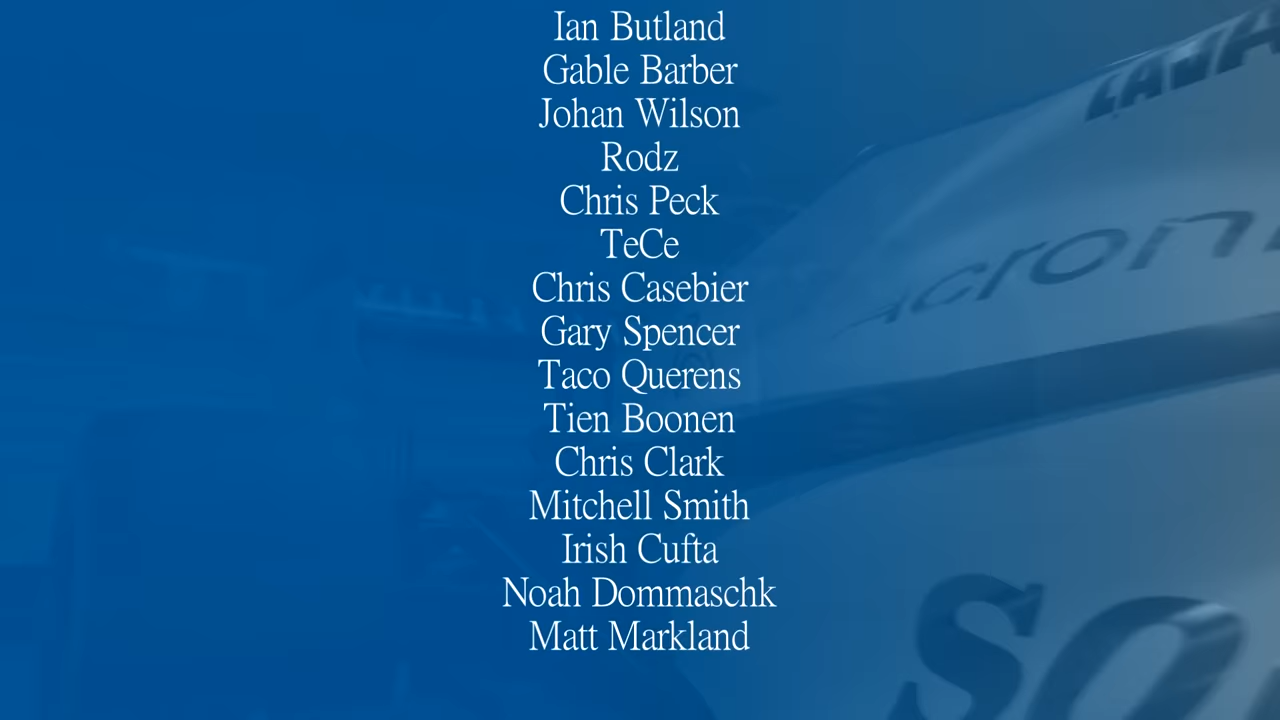 Ian Butland
Gable Barber
Johan Wilson
Rodz
Chris Peck
TeCe
Chris Casebier
Gary Spencer
Taco Querens
Tien Boonen
Chris Clark
Mitchell Smith
Irish Cufta
Noah Dommaschk
Matt Markland